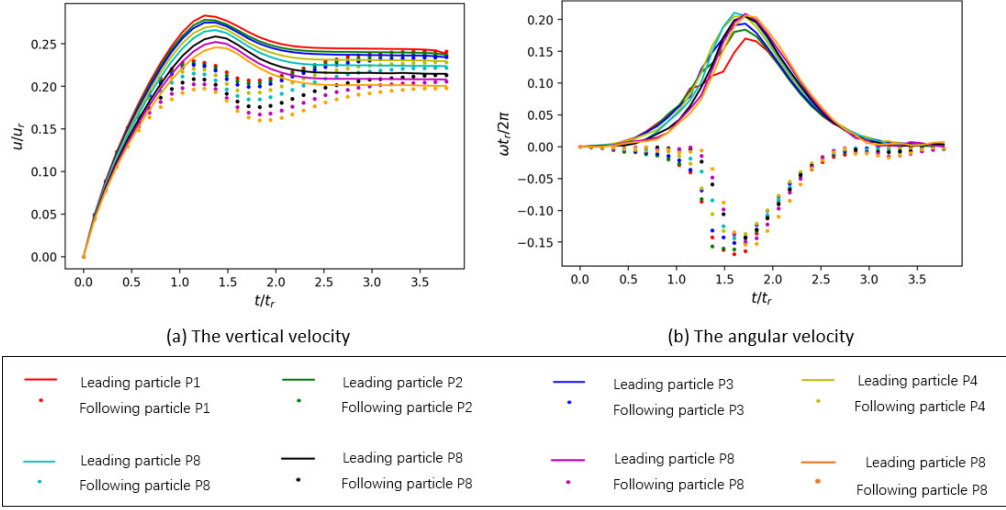 0.25
0.20
0.15
0.10
0.05
0.00
u/uᵣ
0.0 0.5 1.0 1.5 2.0 2.5 3.0 3.5
t/tᵣ
(a) The vertical velocity
0.20
0.15
0.10
0.05
0.00
−0.05
−0.10
−0.15
ωtᵣ/2π
0.0 0.5 1.0 1.5 2.0 2.5 3.0 3.5
t/tᵣ
(b) The angular velocity
Leading particle P1
Following particle P1
Leading particle P2
Following particle P2
Leading particle P3
Following particle P3
Leading particle P4
Following particle P4
Leading particle P8
Following particle P8
Leading particle P8
Following particle P8
Leading particle P8
Following particle P8
Leading particle P8
Following particle P8